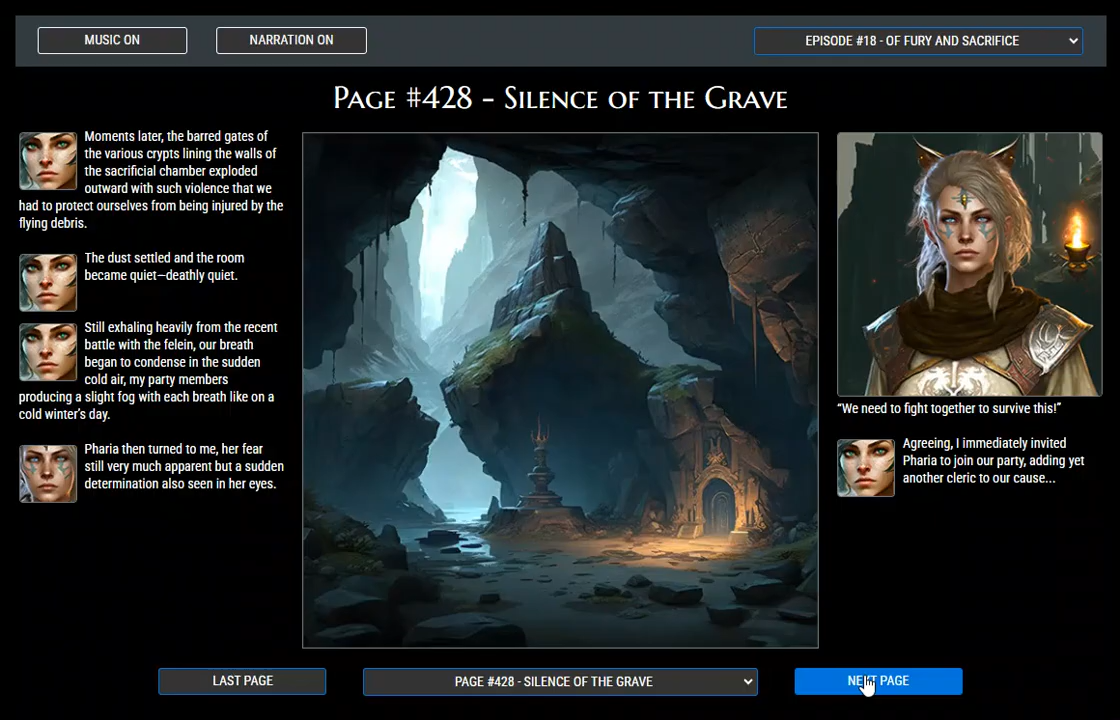 MUSIC ON
NARRATION ON
EPISODE #18 - OF FURY AND SACRIFICE
Page #428 - Silence of the Grave
Moments later, the barred gates of
the various crypts lining the walls of
the sacrificial chamber exploded
outward with such violence that we
had to protect ourselves from being injured by the
flying debris.
The dust settled and the room
became quiet—deathly quiet.
Still exhaling heavily from the recent
battle with the felein, our breath
began to condense in the sudden
cold air, my party members
producing a slight fog with each breath like on a
cold winter's day.
Pharia then turned to me, her fear
still very much apparent but a sudden
determination also seen in her eyes.
“We need to fight together to survive this!”
Agreeing, I immediately invited
Pharia to join our party, adding yet
another cleric to our cause...
LAST PAGE
PAGE #428 - SILENCE OF THE GRAVE
NEXT PAGE